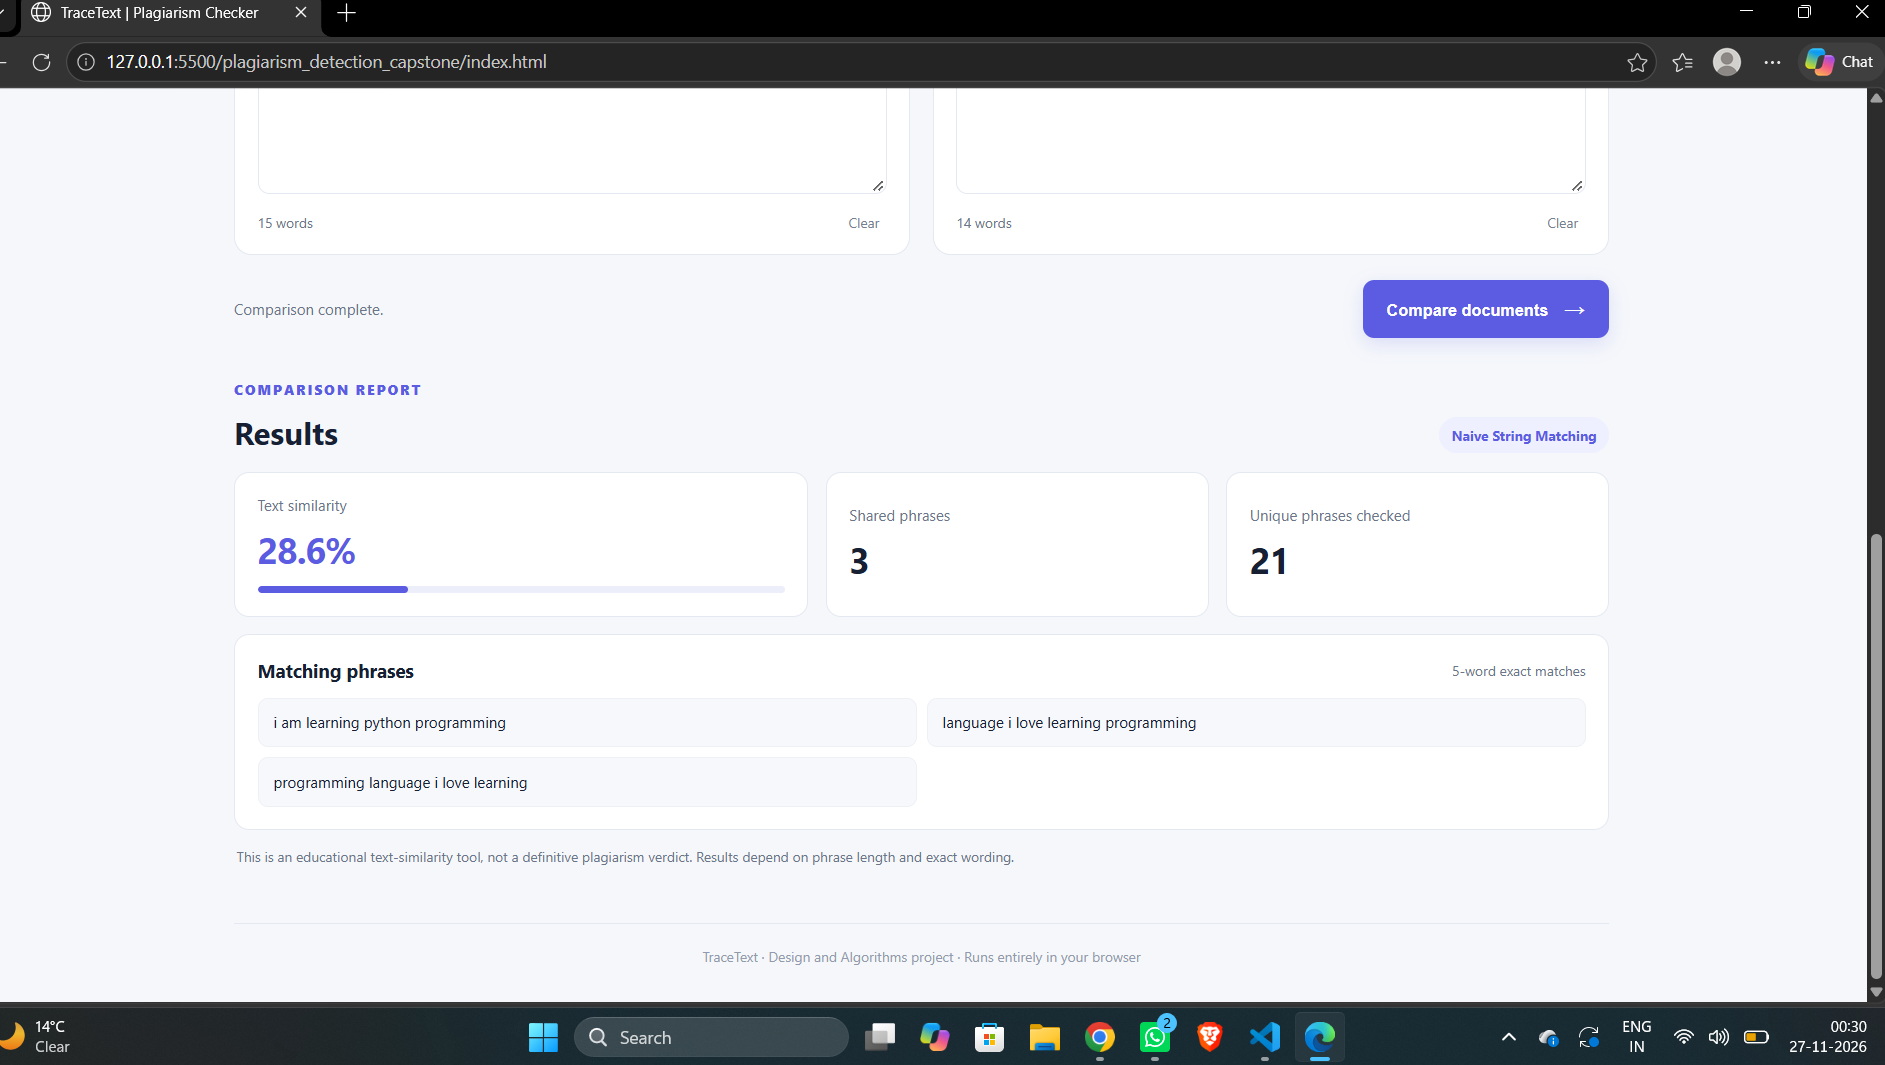 TraceText | Plagiarism Checker
127.0.0.1:5500/plagiarism_detection_capstone/index.html
Chat
15 words
Clear
14 words
Clear
Comparison complete.
Compare documents →
COMPARISON REPORT
Results
Naive String Matching
Text similarity
28.6%
Shared phrases
3
Unique phrases checked
21
Matching phrases
5-word exact matches
i am learning python programming
language i love learning programming
programming language i love learning
This is an educational text-similarity tool, not a definitive plagiarism verdict. Results depend on phrase length and exact wording.
TraceText · Design and Algorithms project · Runs entirely in your browser
14°C
Clear
Search
2
ENG
IN
00:30
27-11-2026